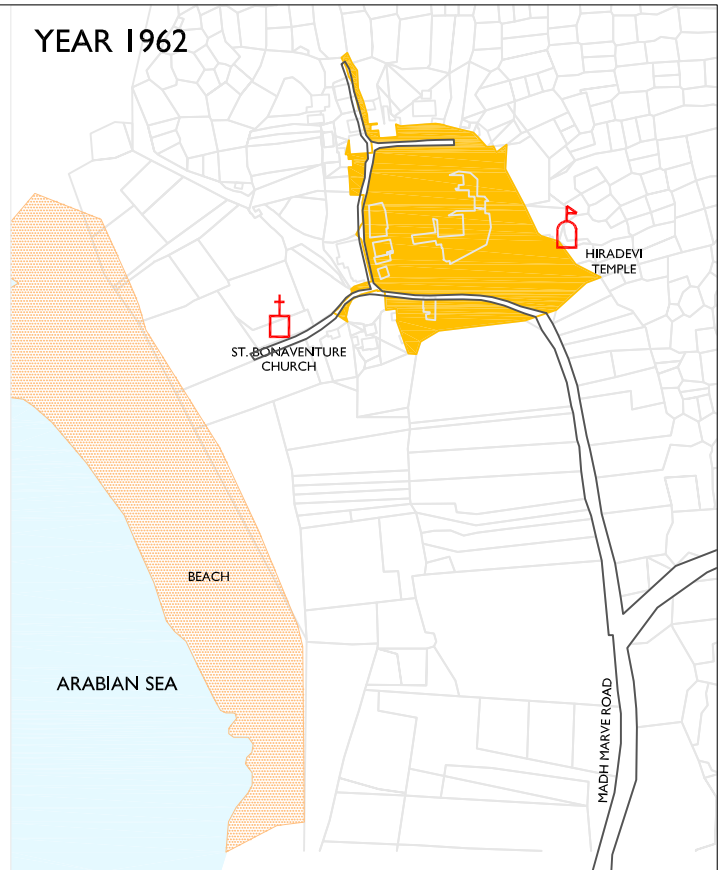 YEAR 1962
HIRADEVI
TEMPLE
ST. BONAVENTURE
CHURCH
BEACH
ARABIAN SEA
MADH MARVE ROAD